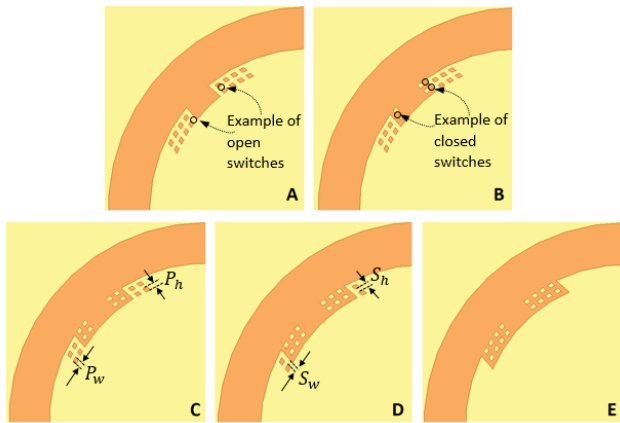 Example of
open
switches
A
Example of
closed
switches
B
P_h
P_w
C
S_h
S_w
D
E